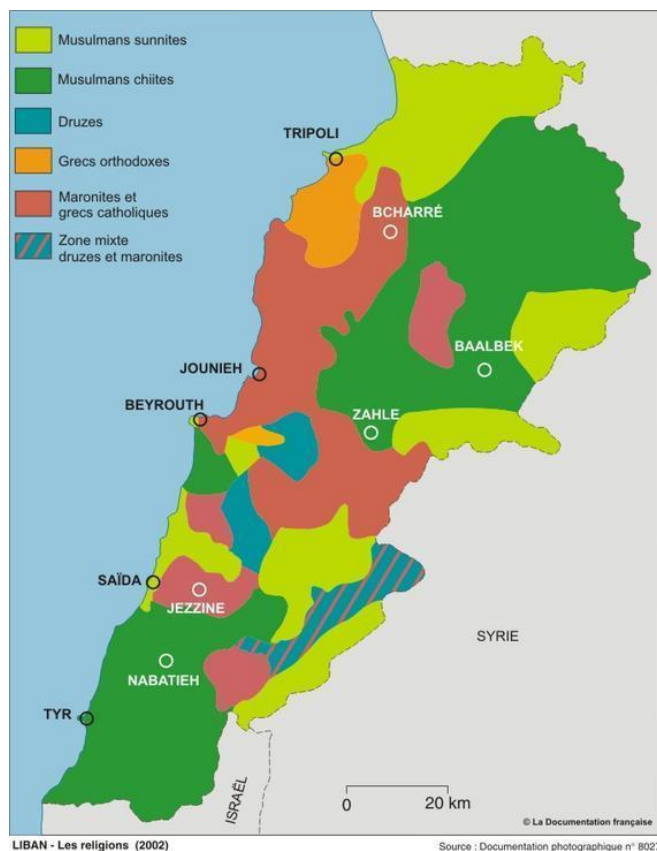 Musulmans sunnites
Musulmans chiites
Druzes
Grecs orthodoxes
Maronites et
grecs catholiques
Zone mixte
druzes et maronites
TRIPOLI
BCHARRÉ
JOUNIEH
BAALBEK
BEYROUTH
ZAHLE
SAÏDA
JEZZINE
SYRIE
NABATIEH
TYR
ISRAËL
0 20 km
© La Documentation française
LIBAN - Les religions (2002)
Source : Documentation photographique n° 8027